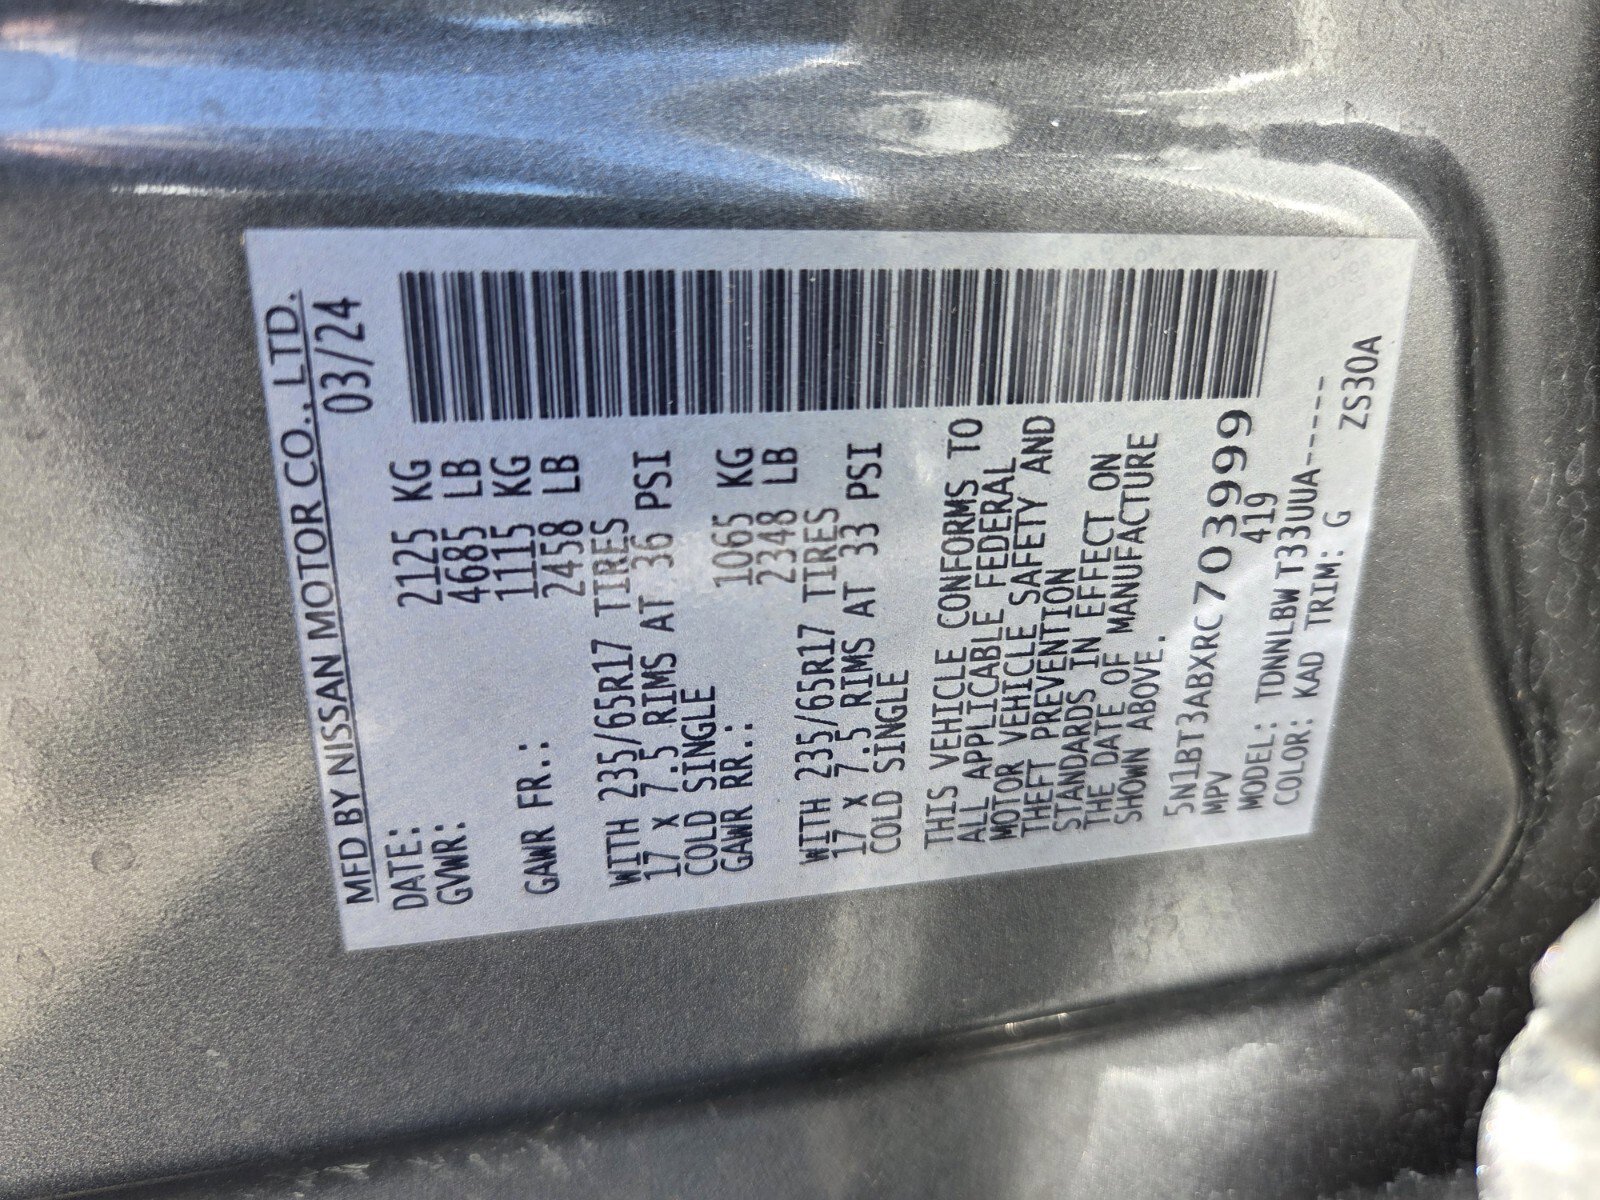 MFD BY NISSAN MOTOR CO., LTD.
DATE: 03/24
GVWR: 2125 KG
4685 LB
GAWR FR.: 1115 KG
2458 LB
WITH 235/65R17 TIRES
17 X 7.5 RIMS AT 36 PSI
COLD SINGLE
GAWR RR.: 1065 KG
2348 LB
WITH 235/65R17 TIRES
17 X 7.5 RIMS AT 33 PSI
COLD SINGLE
THIS VEHICLE CONFORMS TO
ALL APPLICABLE FEDERAL
MOTOR VEHICLE SAFETY AND
THEFT PREVENTION
STANDARDS IN EFFECT ON
THE DATE OF MANUFACTURE
SHOWN ABOVE.
5N1BT3ABXRC703999
MPV 419
MODEL: TDNNLBW T33UUA-----
COLOR: KAD TRIM: G ZS30A